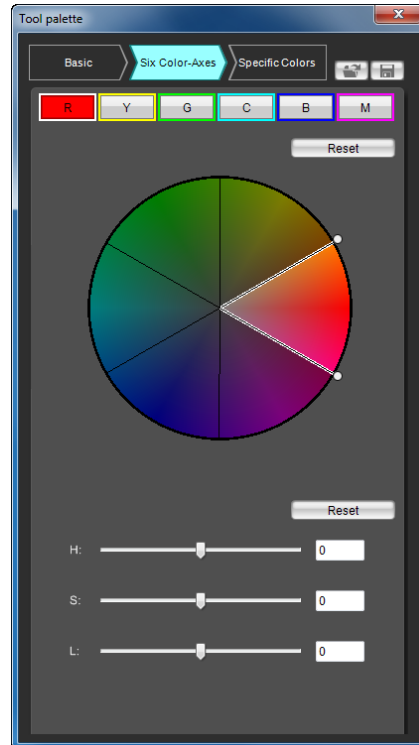 Tool palette
Basic Six Color-Axes Specific Colors
R Y G C B M
Reset
Reset
H: 0
S: 0
L: 0